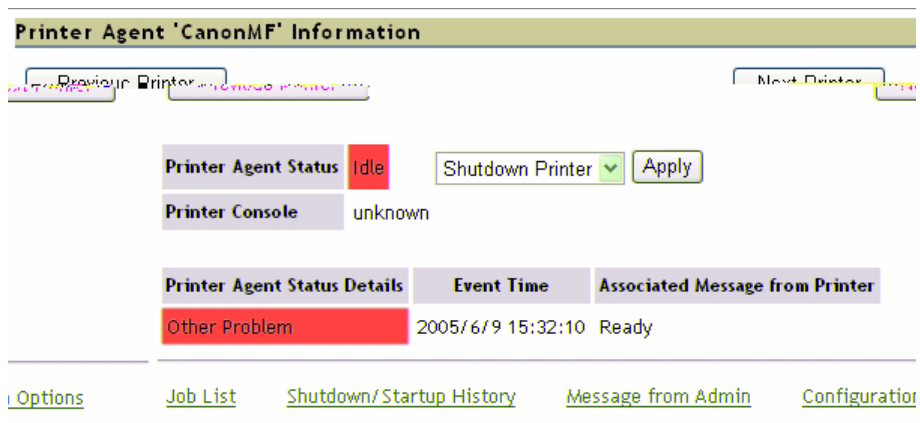 Printer Agent 'CanonMF' Information
Previous Printer
Next Printer
Printer Agent Status Idle Shutdown Printer Apply
Printer Console unknown
Printer Agent Status Details Event Time Associated Message from Printer
Other Problem 2005/6/9 15:32:10 Ready
Options Job List Shutdown/Startup History Message from Admin Configuration